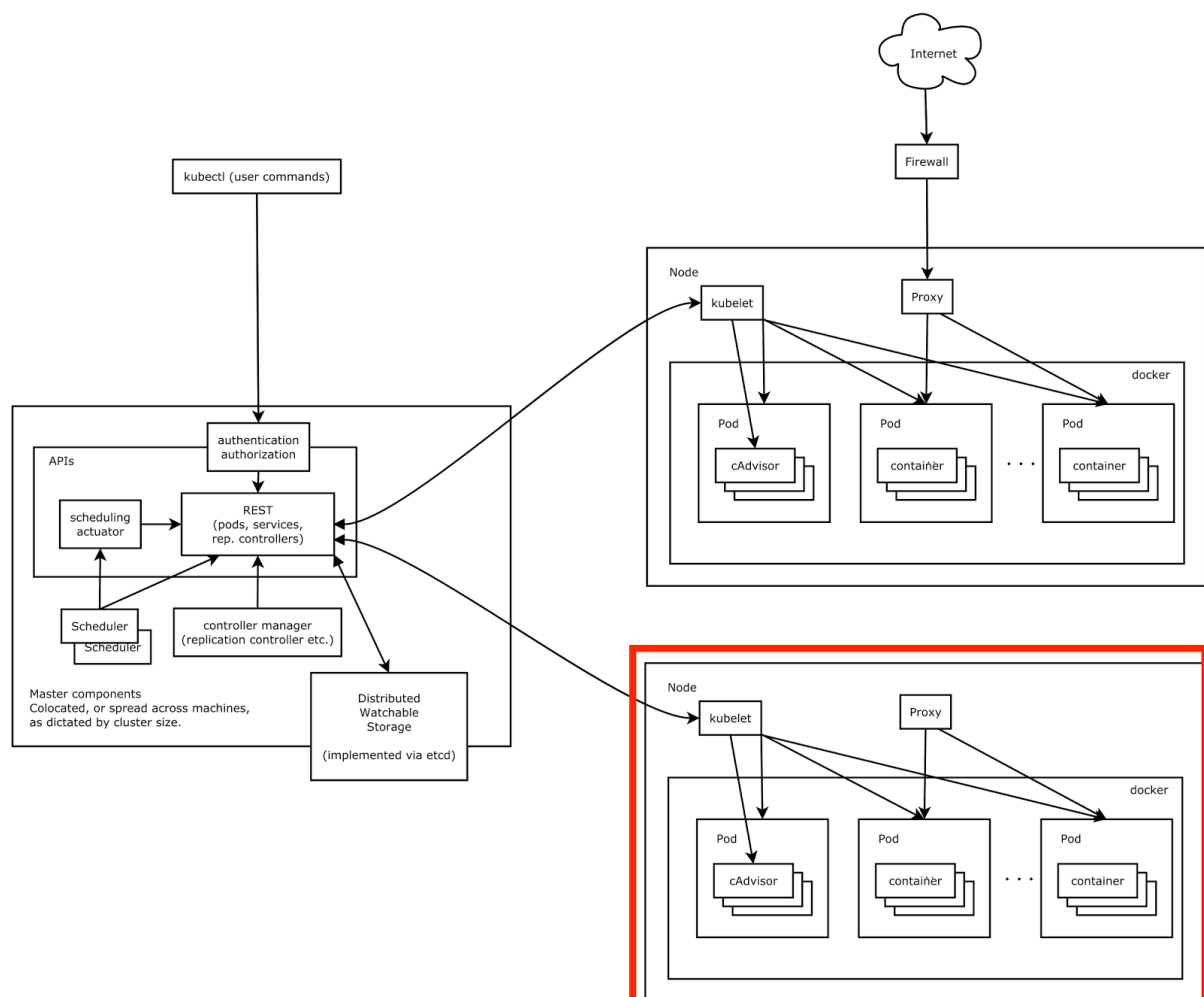 Internet
Firewall
kubectl (user commands)
Node
kubelet
Proxy
docker
Pod
cAdvisor
Pod
container
. . .
Pod
container
authentication
authorization
APIs
scheduling
actuator
REST
(pods, services,
rep. controllers)
Scheduler
Scheduler
controller manager
(replication controller etc.)
Master components
Colocated, or spread across machines,
as dictated by cluster size.
Distributed
Watchable
Storage
(implemented via etcd)
Node
kubelet
Proxy
docker
Pod
cAdvisor
Pod
container
. . .
Pod
container